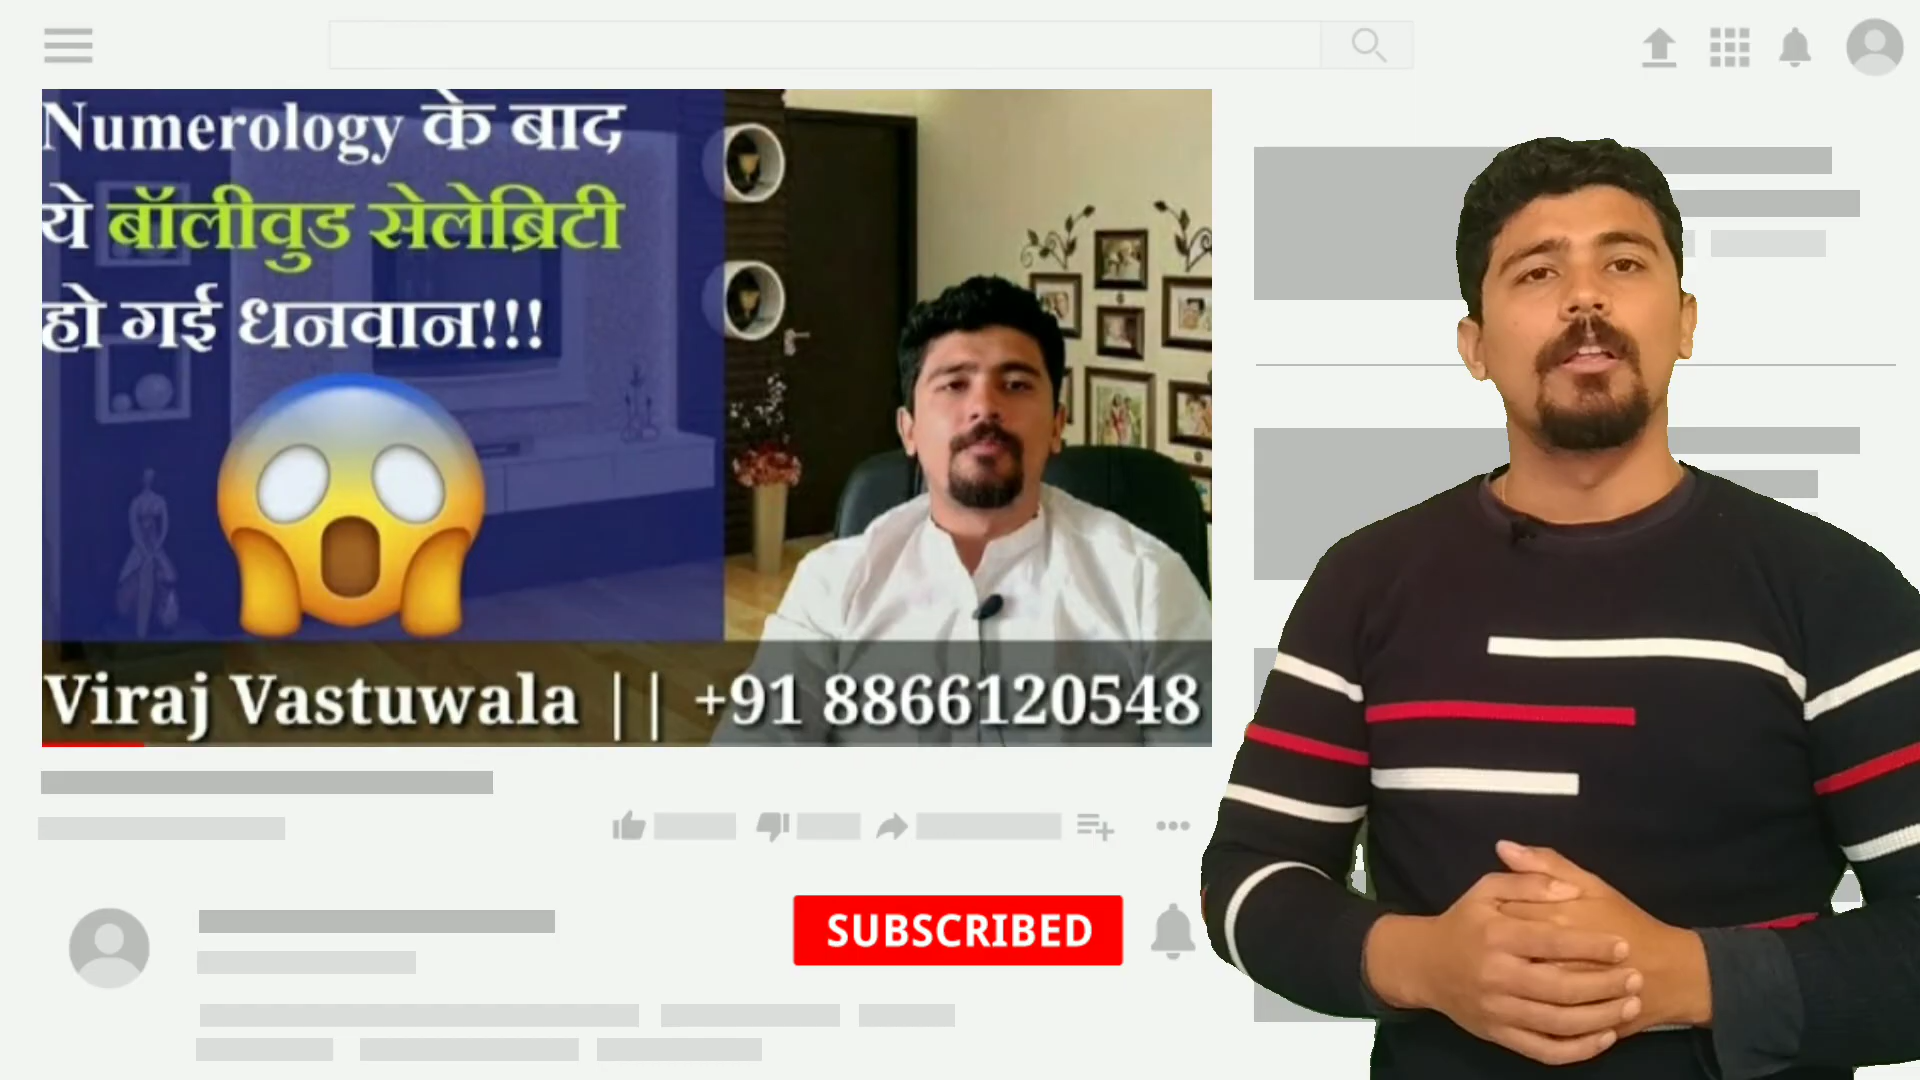 Numerology के बाद
ये बॉलीवुड सेलेब्रिटी
हो गई धनवान!!!
Viraj Vastuwala || +91 8866120548
SUBSCRIBED